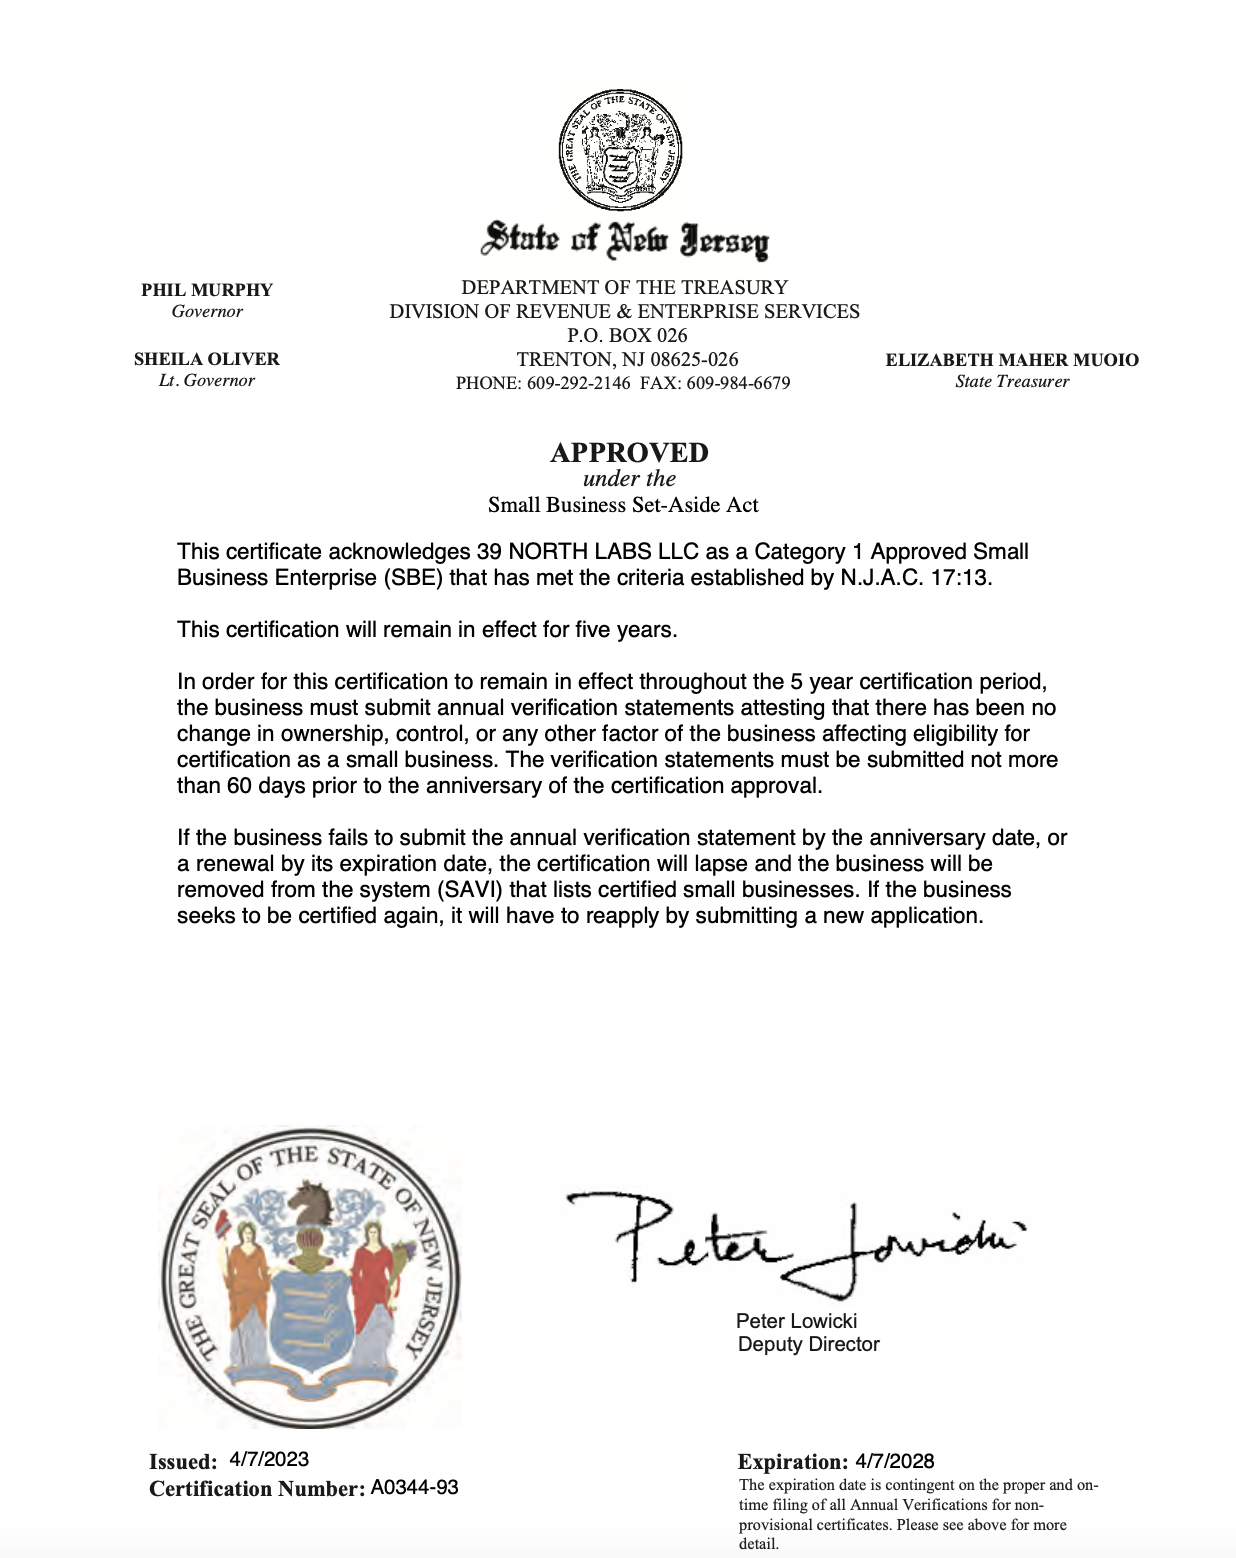 THE GREAT SEAL OF THE STATE OF NEW JERSEY
State of New Jersey
PHIL MURPHY
Governor
SHEILA OLIVER
Lt. Governor
DEPARTMENT OF THE TREASURY
DIVISION OF REVENUE & ENTERPRISE SERVICES
P.O. BOX 026
TRENTON, NJ 08625-026
PHONE: 609-292-2146 FAX: 609-984-6679
ELIZABETH MAHER MUOIO
State Treasurer
APPROVED
under the
Small Business Set-Aside Act
This certificate acknowledges 39 NORTH LABS LLC as a Category 1 Approved Small
Business Enterprise (SBE) that has met the criteria established by N.J.A.C. 17:13.
This certification will remain in effect for five years.
In order for this certification to remain in effect throughout the 5 year certification period,
the business must submit annual verification statements attesting that there has been no
change in ownership, control, or any other factor of the business affecting eligibility for
certification as a small business. The verification statements must be submitted not more
than 60 days prior to the anniversary of the certification approval.
If the business fails to submit the annual verification statement by the anniversary date, or
a renewal by its expiration date, the certification will lapse and the business will be
removed from the system (SAVI) that lists certified small businesses. If the business
seeks to be certified again, it will have to reapply by submitting a new application.
THE GREAT SEAL OF THE STATE OF NEW JERSEY
Peter Lowicki
Peter Lowicki
Deputy Director
Issued: 4/7/2023
Certification Number: A0344-93
Expiration: 4/7/2028
The expiration date is contingent on the proper and on-
time filing of all Annual Verifications for non-
provisional certificates. Please see above for more
detail.